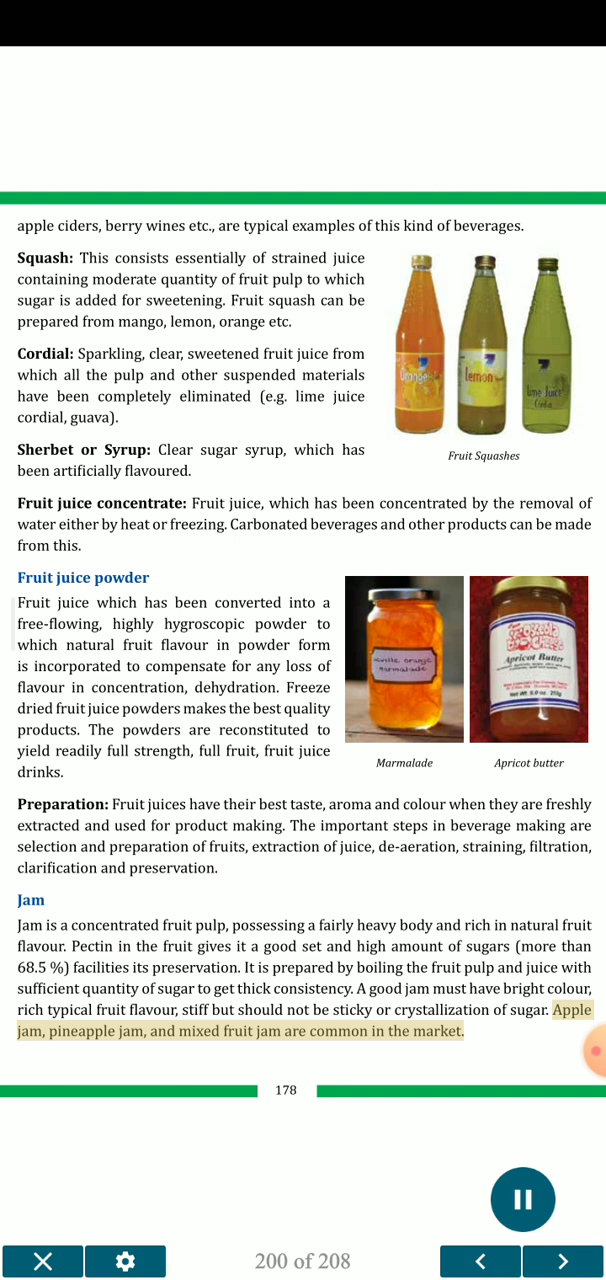 apple ciders, berry wines etc., are typical examples of this kind of beverages.
Squash: This consists essentially of strained juice
containing moderate quantity of fruit pulp to which
sugar is added for sweetening. Fruit squash can be
prepared from mango, lemon, orange etc.
Cordial: Sparkling, clear, sweetened fruit juice from
which all the pulp and other suspended materials
have been completely eliminated (e.g. lime juice
cordial, guava).
Sherbet or Syrup: Clear sugar syrup, which has
been artificially flavoured.
Orange
Lemon
Lime Juice
Fruit Squashes
Fruit juice concentrate: Fruit juice, which has been concentrated by the removal of
water either by heat or freezing. Carbonated beverages and other products can be made
from this.
Fruit juice powder
Fruit juice which has been converted into a
free-flowing, highly hygroscopic powder to
which natural fruit flavour in powder form
is incorporated to compensate for any loss of
flavour in concentration, dehydration. Freeze
dried fruit juice powders makes the best quality
products. The powders are reconstituted to
yield readily full strength, full fruit, fruit juice
drinks.
orange
marmalade
Apricot Butter
Marmalade
Apricot butter
Preparation: Fruit juices have their best taste, aroma and colour when they are freshly
extracted and used for product making. The important steps in beverage making are
selection and preparation of fruits, extraction of juice, de-aeration, straining, filtration,
clarification and preservation.
Jam
Jam is a concentrated fruit pulp, possessing a fairly heavy body and rich in natural fruit
flavour. Pectin in the fruit gives it a good set and high amount of sugars (more than
68.5 %) facilities its preservation. It is prepared by boiling the fruit pulp and juice with
sufficient quantity of sugar to get thick consistency. A good jam must have bright colour,
rich typical fruit flavour, stiff but should not be sticky or crystallization of sugar. Apple
jam, pineapple jam, and mixed fruit jam are common in the market.
178
200 of 208